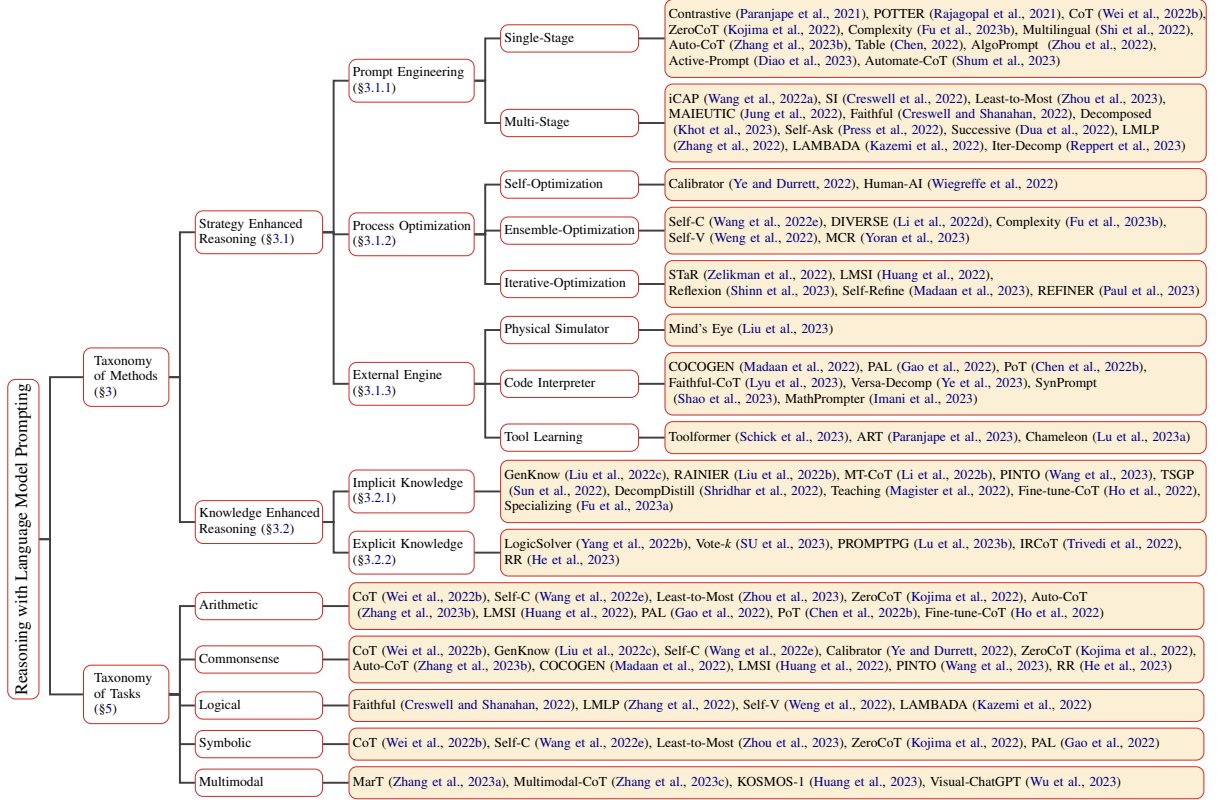 Reasoning with Language Model Prompting
Taxonomy
of Methods
(§3)
Strategy Enhanced
Reasoning (§3.1)
Prompt Engineering
(§3.1.1)
Single-Stage
Contrastive (Paranjape et al., 2021), POTTER (Rajagopal et al., 2021), CoT (Wei et al., 2022b),
ZeroCoT (Kojima et al., 2022), Complexity (Fu et al., 2023b), Multilingual (Shi et al., 2022),
Auto-CoT (Zhang et al., 2023b), Table (Chen, 2022), AlgoPrompt (Zhou et al., 2022),
Active-Prompt (Diao et al., 2023), Automate-CoT (Shum et al., 2023)
Multi-Stage
iCAP (Wang et al., 2022a), SI (Creswell et al., 2022), Least-to-Most (Zhou et al., 2023),
MAIEUTIC (Jung et al., 2022), Faithful (Creswell and Shanahan, 2022), Decomposed
(Khot et al., 2023), Self-Ask (Press et al., 2022), Successive (Dua et al., 2022), LMLP
(Zhang et al., 2022), LAMBADA (Kazemi et al., 2022), Iter-Decomp (Reppert et al., 2023)
Process Optimization
(§3.1.2)
Self-Optimization
Calibrator (Ye and Durrett, 2022), Human-AI (Wiegreffe et al., 2022)
Ensemble-Optimization
Self-C (Wang et al., 2022e), DIVERSE (Li et al., 2022d), Complexity (Fu et al., 2023b),
Self-V (Weng et al., 2022), MCR (Yoran et al., 2023)
Iterative-Optimization
STaR (Zelikman et al., 2022), LMSI (Huang et al., 2022),
Reflexion (Shinn et al., 2023), Self-Refine (Madaan et al., 2023), REFINER (Paul et al., 2023)
External Engine
(§3.1.3)
Physical Simulator
Mind's Eye (Liu et al., 2023)
Code Interpreter
COCOGEN (Madaan et al., 2022), PAL (Gao et al., 2022), PoT (Chen et al., 2022b),
Faithful-CoT (Lyu et al., 2023), Versa-Decomp (Ye et al., 2023), SynPrompt
(Shao et al., 2023), MathPrompter (Imani et al., 2023)
Tool Learning
Toolformer (Schick et al., 2023), ART (Paranjape et al., 2023), Chameleon (Lu et al., 2023a)
Knowledge Enhanced
Reasoning (§3.2)
Implicit Knowledge
(§3.2.1)
GenKnow (Liu et al., 2022c), RAINIER (Liu et al., 2022b), MT-CoT (Li et al., 2022b), PINTO (Wang et al., 2023), TSGP
(Sun et al., 2022), DecompDistill (Shridhar et al., 2022), Teaching (Magister et al., 2022), Fine-tune-CoT (Ho et al., 2022),
Specializing (Fu et al., 2023a)
Explicit Knowledge
(§3.2.2)
LogicSolver (Yang et al., 2022b), Vote-k (SU et al., 2023), PROMPTPG (Lu et al., 2023b), IRCoT (Trivedi et al., 2022),
RR (He et al., 2023)
Taxonomy
of Tasks
(§5)
Arithmetic
CoT (Wei et al., 2022b), Self-C (Wang et al., 2022e), Least-to-Most (Zhou et al., 2023), ZeroCoT (Kojima et al., 2022), Auto-CoT
(Zhang et al., 2023b), LMSI (Huang et al., 2022), PAL (Gao et al., 2022), PoT (Chen et al., 2022b), Fine-tune-CoT (Ho et al., 2022)
Commonsense
CoT (Wei et al., 2022b), GenKnow (Liu et al., 2022c), Self-C (Wang et al., 2022e), Calibrator (Ye and Durrett, 2022), ZeroCoT (Kojima et al., 2022),
Auto-CoT (Zhang et al., 2023b), COCOGEN (Madaan et al., 2022), LMSI (Huang et al., 2022), PINTO (Wang et al., 2023), RR (He et al., 2023)
Logical
Faithful (Creswell and Shanahan, 2022), LMLP (Zhang et al., 2022), Self-V (Weng et al., 2022), LAMBADA (Kazemi et al., 2022)
Symbolic
CoT (Wei et al., 2022b), Self-C (Wang et al., 2022e), Least-to-Most (Zhou et al., 2023), ZeroCoT (Kojima et al., 2022), PAL (Gao et al., 2022)
Multimodal
MarT (Zhang et al., 2023a), Multimodal-CoT (Zhang et al., 2023c), KOSMOS-1 (Huang et al., 2023), Visual-ChatGPT (Wu et al., 2023)